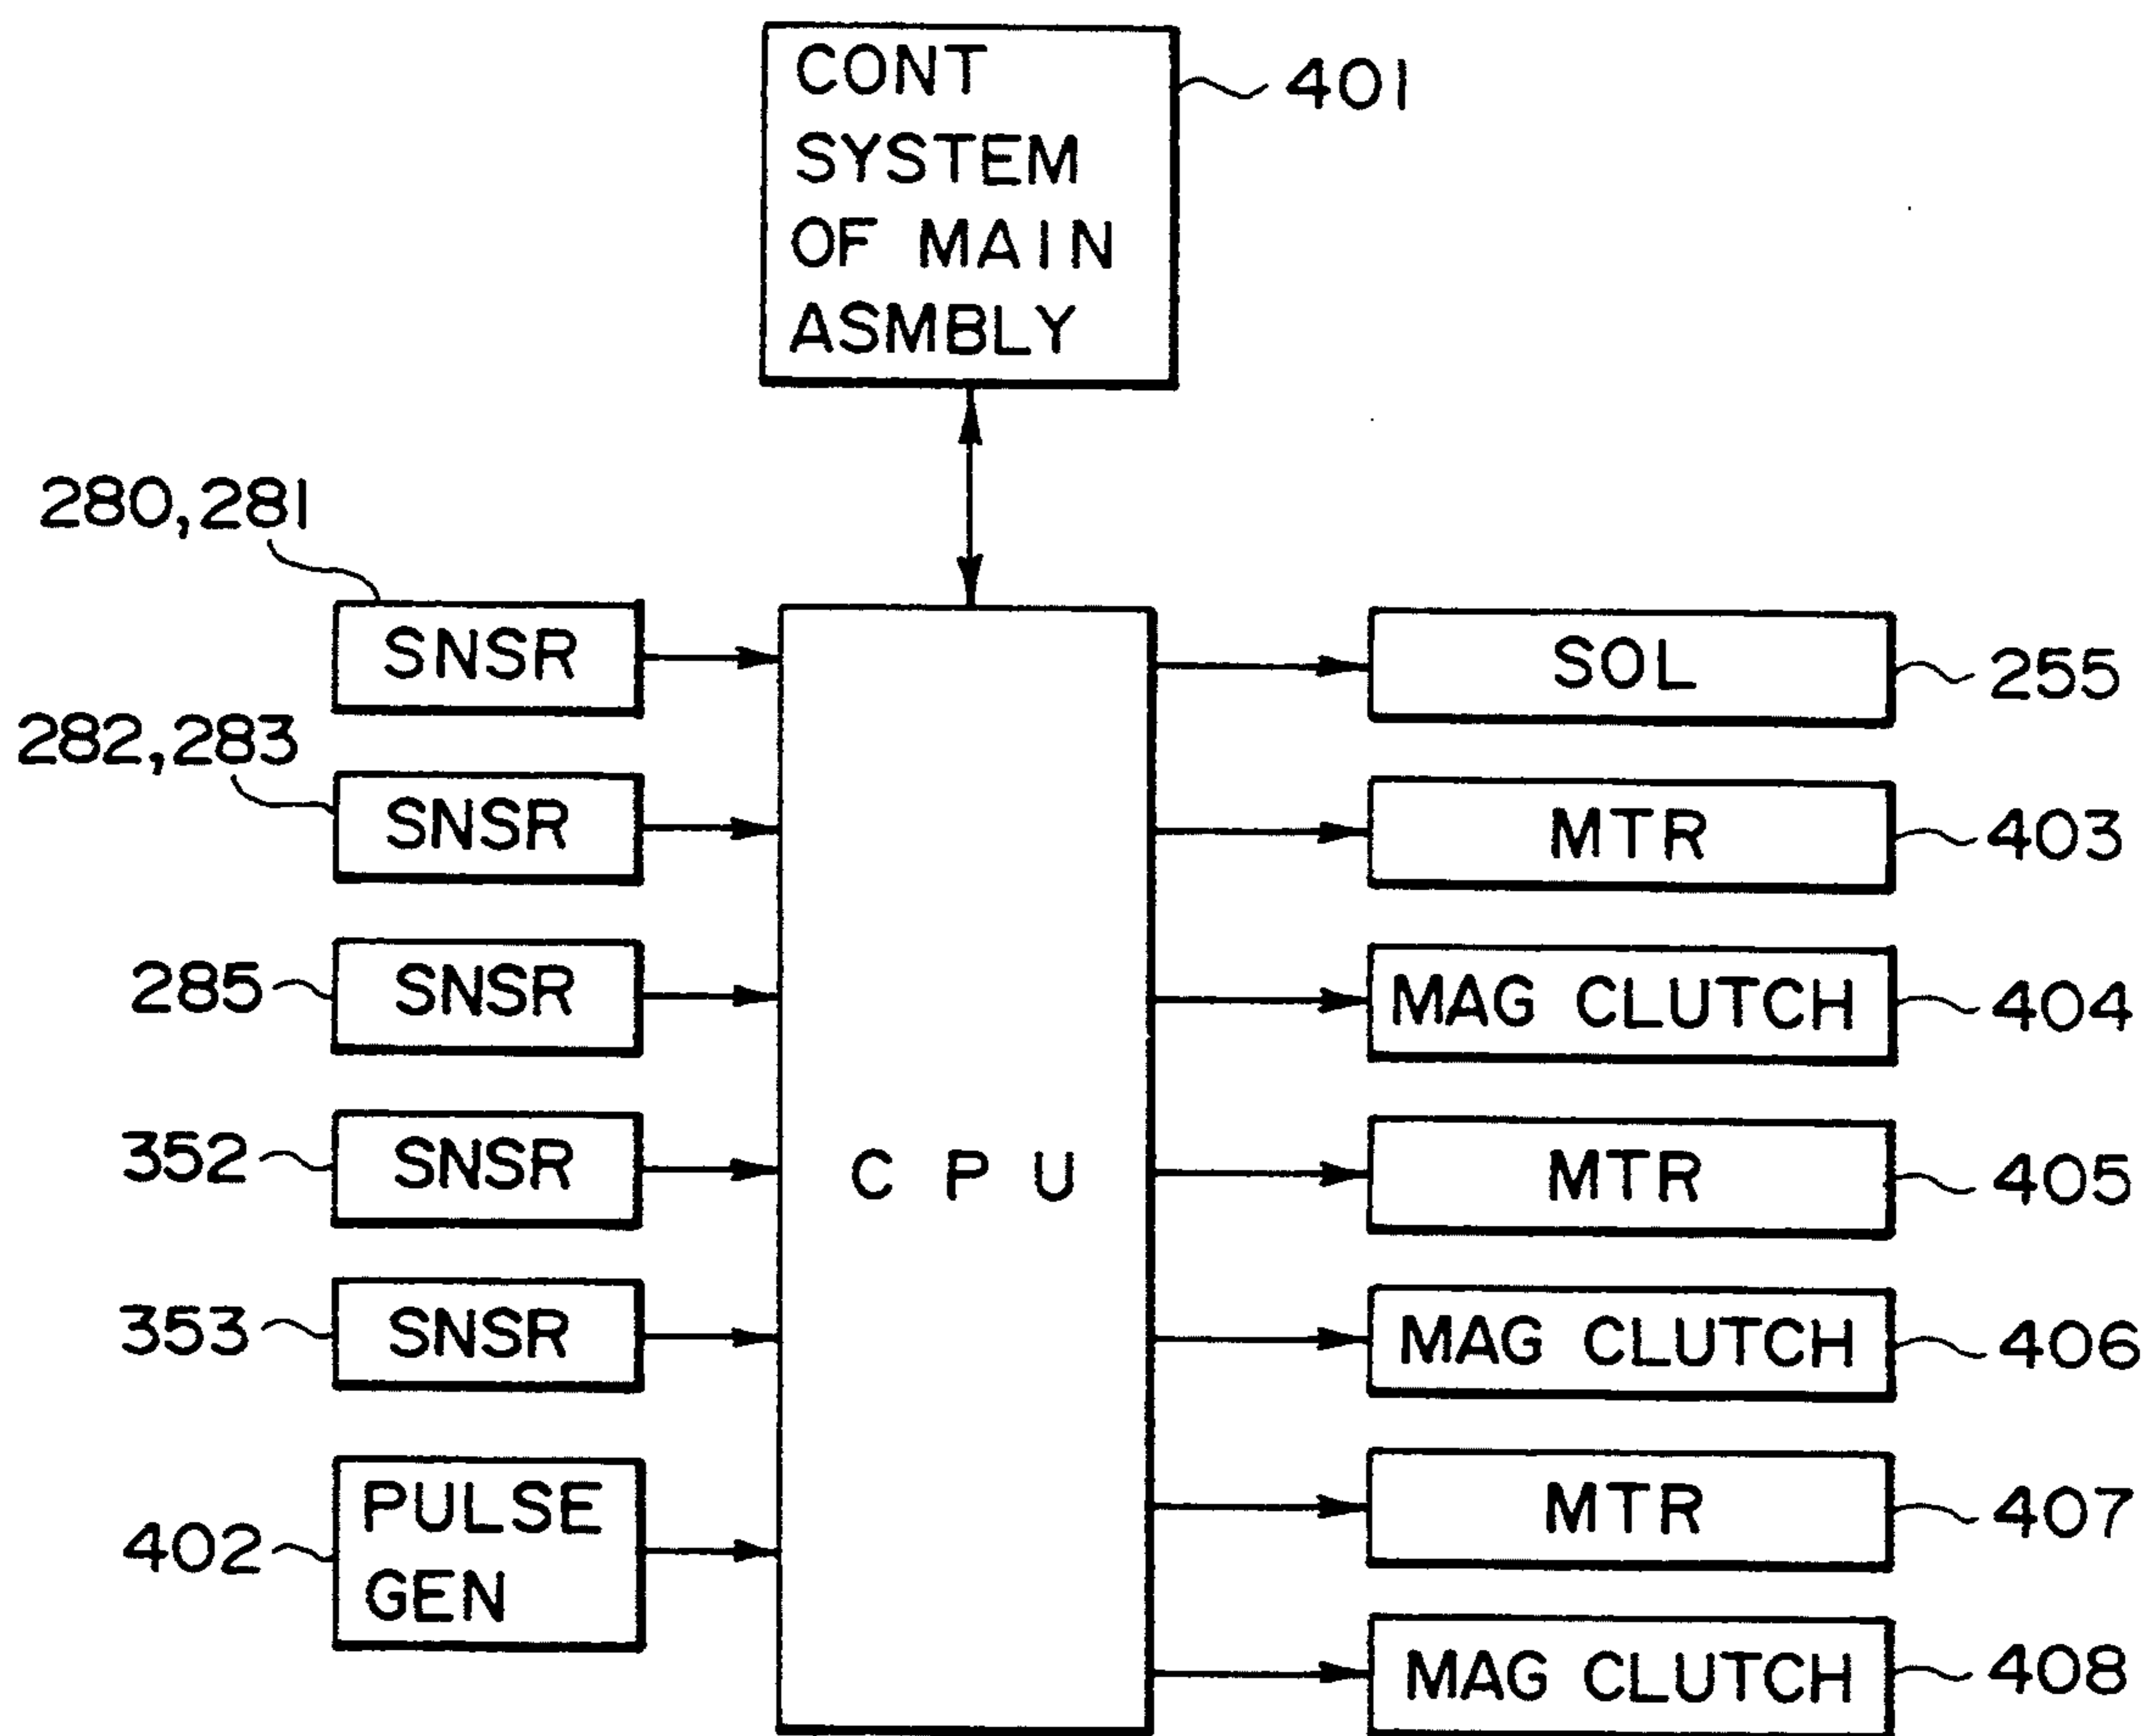 CONT
SYSTEM
OF MAIN
ASMBLY
401
280,281
SNSR
282,283
SNSR
285
SNSR
352
SNSR
353
SNSR
402
PULSE
GEN
CPU
SOL
255
MTR
403
MAG CLUTCH
404
MTR
405
MAG CLUTCH
406
MTR
407
MAG CLUTCH
408